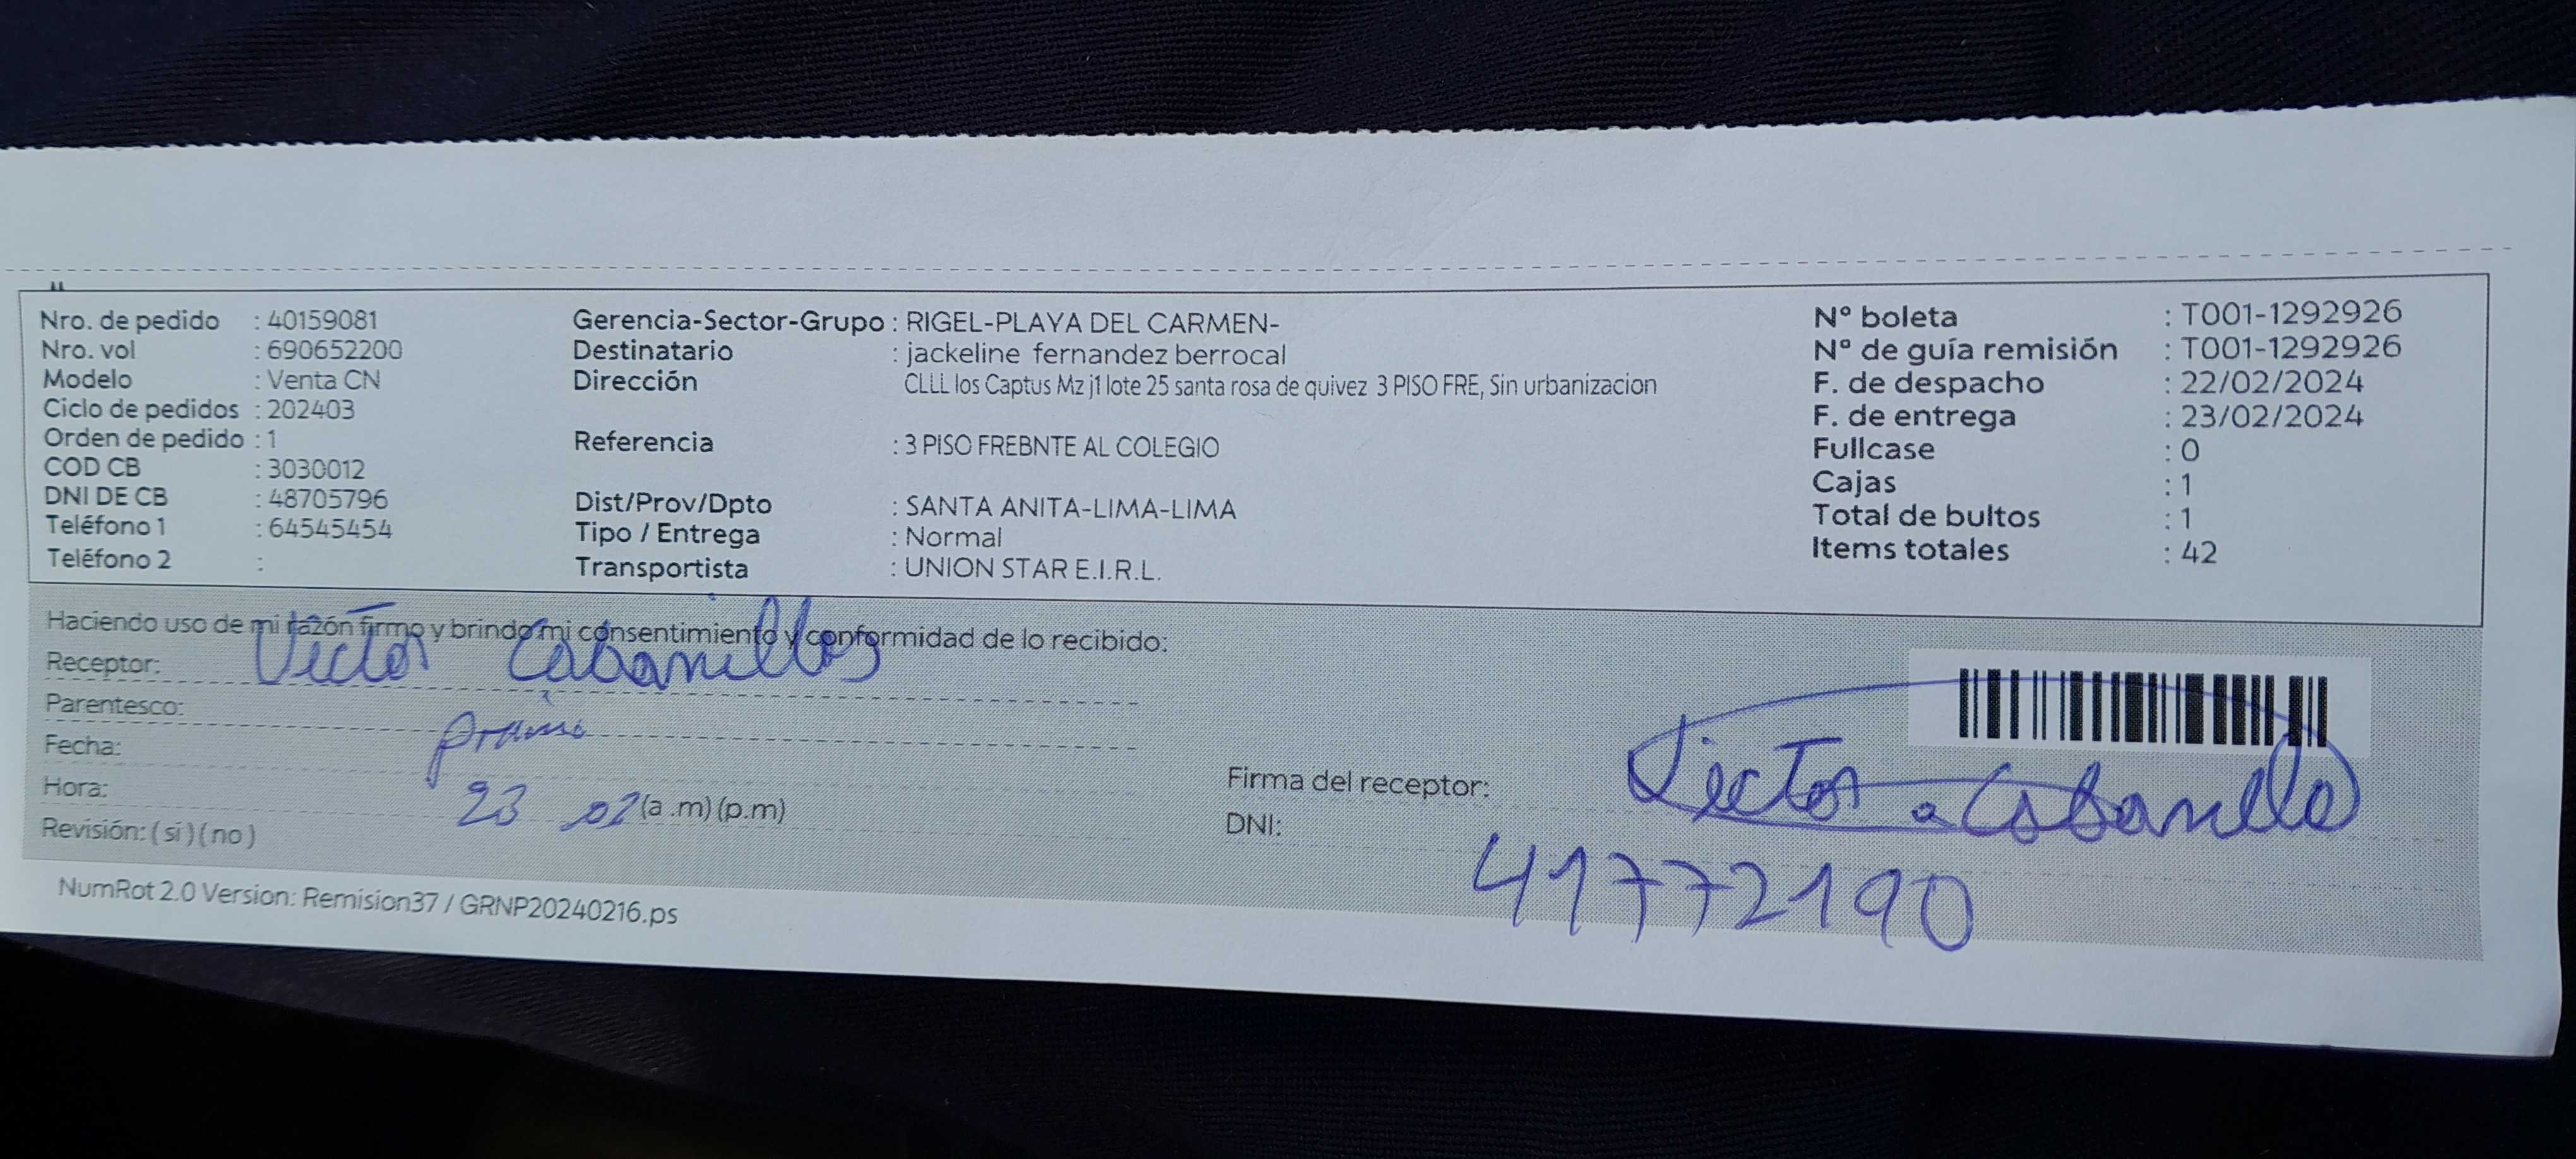 Nro. de pedido : 40159081
Nro. vol : 690652200
Modelo : Venta CN
Ciclo de pedidos : 202403
Orden de pedido : 1
COD CB : 3030012
DNI DE CB : 48705796
Teléfono 1 : 64545454
Teléfono 2 :
Gerencia-Sector-Grupo : RIGEL-PLAYA DEL CARMEN-
Destinatario : jackeline fernandez berrocal
Dirección CLLL los Captus Mz j1 lote 25 santa rosa de quivez 3 PISO FRE, Sin urbanizacion
Referencia : 3 PISO FREBNTE AL COLEGIO
Dist/Prov/Dpto : SANTA ANITA-LIMA-LIMA
Tipo / Entrega : Normal
Transportista : UNION STAR E.I.R.L.
Nº boleta : T001-1292926
Nº de guía remisión : T001-1292926
F. de despacho : 22/02/2024
F. de entrega : 23/02/2024
Fullcase : 0
Cajas : 1
Total de bultos : 1
Items totales : 42
Haciendo uso de mi razón firmo y brindo mi consentimiento y conformidad de lo recibido:
Receptor: Victor Cabanillas
Parentesco:
Fecha:
Hora: 23 02 (a .m) (p.m)
Revisión: ( si ) ( no )
Firma del receptor: Victor Cabanilla
DNI: 41772190
NumRot 2.0 Version: Remision37 / GRNP20240216.ps